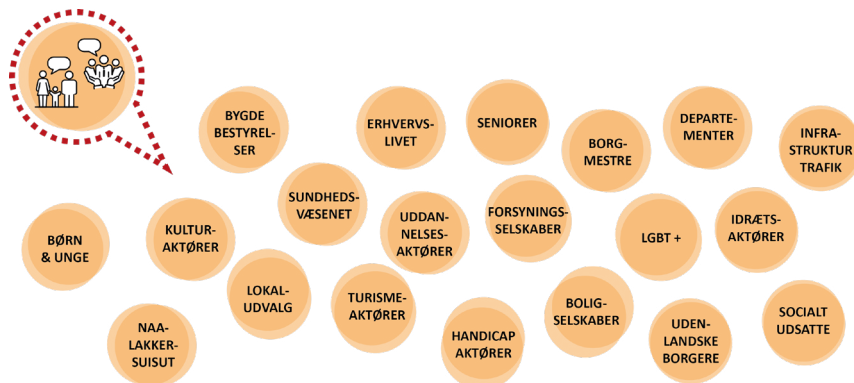 BYGDE
BESTYREL-
SER
ERHVERVS-
LIVET
SENIORER
BORG-
MESTRE
DEPARTE-
MENTER
INFRA-
STRUKTUR
TRAFIK
BØRN
& UNGE
KULTUR-
AKTØRER
SUNDHEDS-
VÆSENET
UDDAN-
NELSES-
AKTØRER
FORSYNINGS-
SELSKABER
LGBT +
IDRÆTS-
AKTØRER
NAA-
LAKKER-
SUISUT
LOKAL-
UDVALG
TURISME-
AKTØRER
HANDICAP
AKTØRER
BOLIG-
SELSKABER
UDEN-
LANDSKE
BORGERE
SOCIALT
UDSATTE